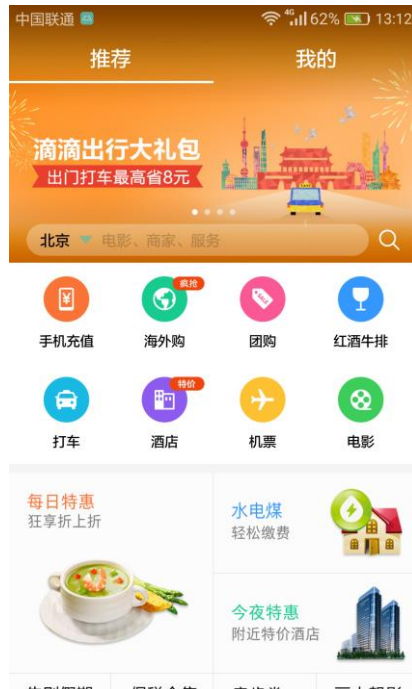 中国联通 4G 62% 13:12
推荐 我的
滴滴出行大礼包
出门打车最高省8元
北京 电影、商家、服务
疯抢
手机充值 海外购 团购 红酒牛排
特价
打车 酒店 机票 电影
每日特惠
狂享折上折
水电煤
轻松缴费
今夜特惠
附近特价酒店